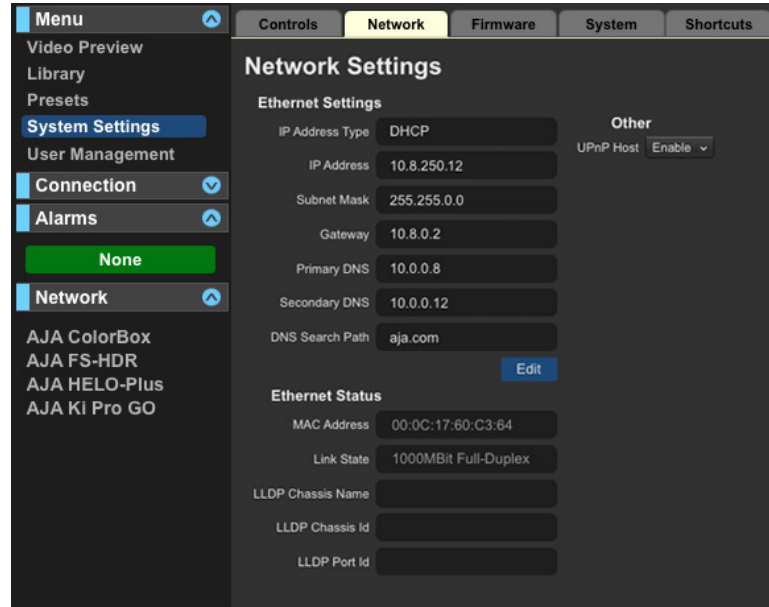 Menu
Video Preview
Library
Presets
System Settings
User Management
Connection
Alarms
None
Network
AJA ColorBox
AJA FS-HDR
AJA HELO-Plus
AJA Ki Pro GO
Controls Network Firmware System Shortcuts
Network Settings
Ethernet Settings
IP Address Type DHCP
IP Address 10.8.250.12
Subnet Mask 255.255.0.0
Gateway 10.8.0.2
Primary DNS 10.0.0.8
Secondary DNS 10.0.0.12
DNS Search Path aja.com
Edit
Other
UPnP Host Enable
Ethernet Status
MAC Address 00:0C:17:60:C3:64
Link State 1000MBit Full-Duplex
LLDP Chassis Name
LLDP Chassis Id
LLDP Port Id